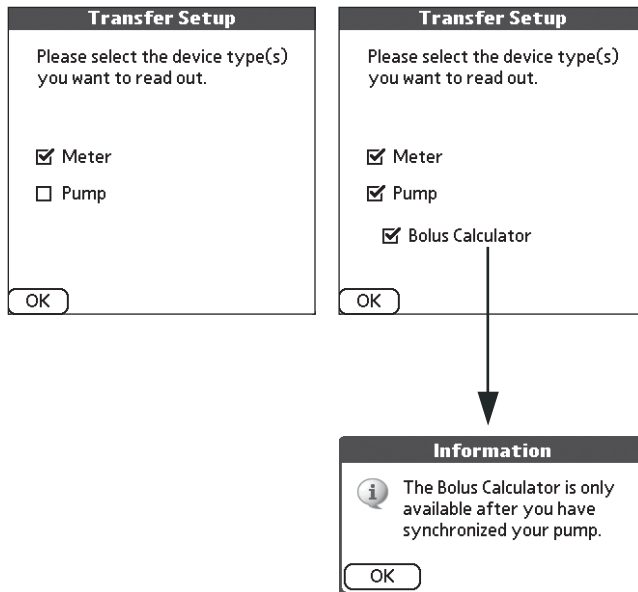 Transfer Setup
Please select the device type(s)
you want to read out.
Meter
Pump
OK
Transfer Setup
Please select the device type(s)
you want to read out.
Meter
Pump
Bolus Calculator
OK
Information
The Bolus Calculator is only
available after you have
synchronized your pump.
OK